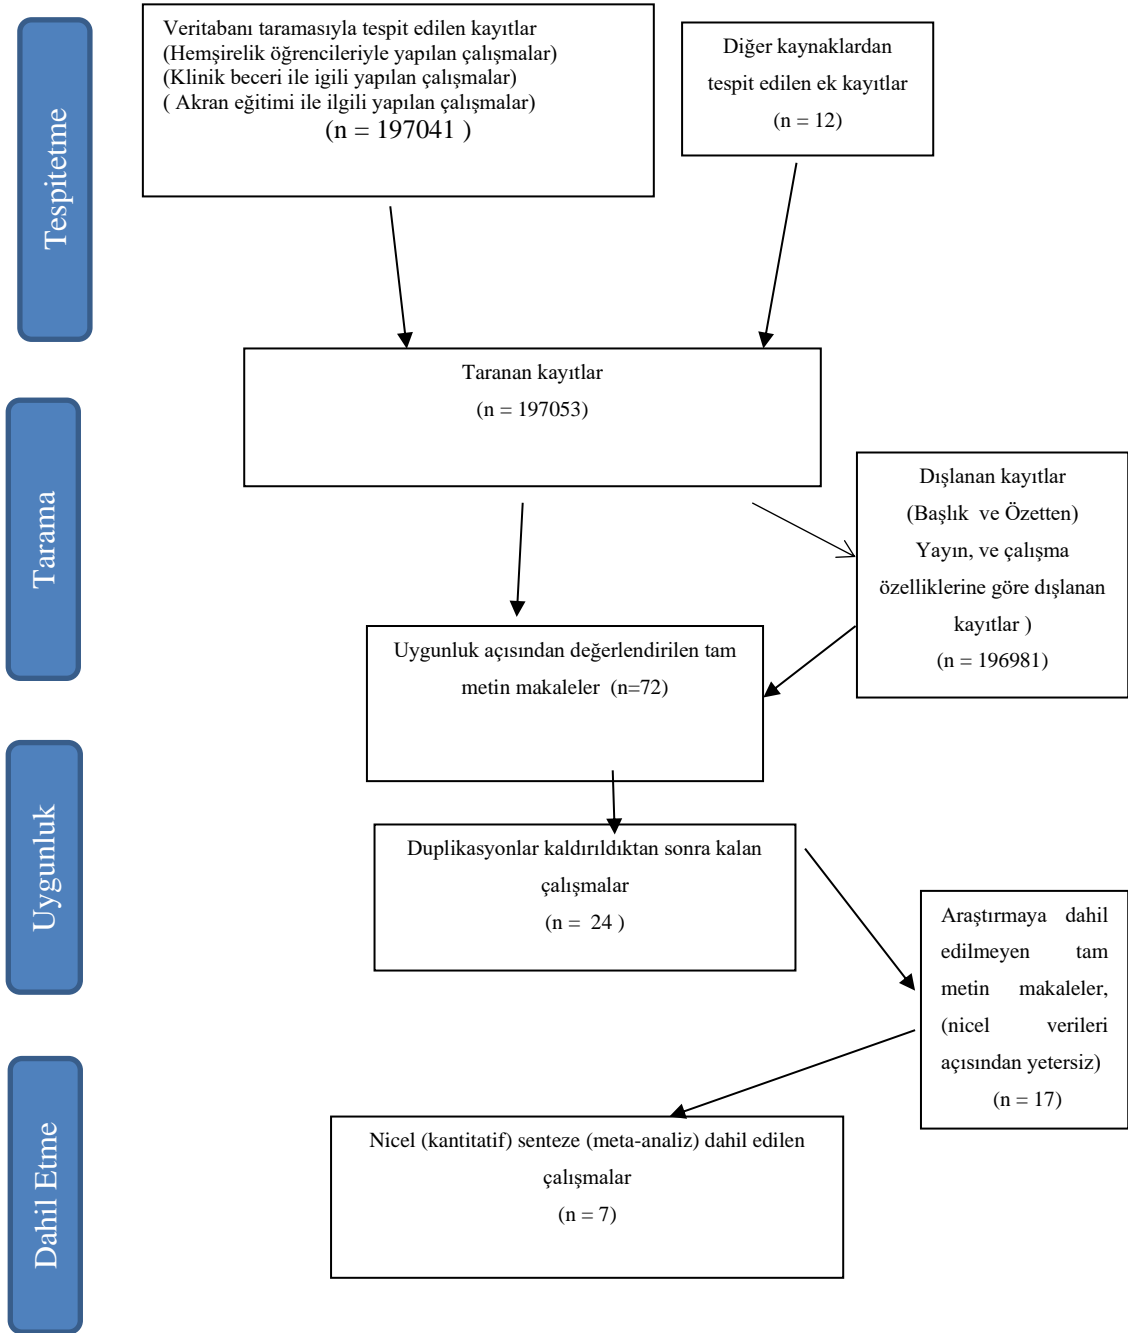 Tespitetme
Veritabanı taramasıyla tespit edilen kayıtlar
(Hemşirelik öğrencileriyle yapılan çalışmalar)
(Klinik beceri ile igili yapılan çalışmalar)
( Akran eğitimi ile ilgili yapılan çalışmalar)
(n = 197041 )
Diğer kaynaklardan
tespit edilen ek kayıtlar
(n = 12)
Taranan kayıtlar
(n = 197053)
Tarama
Dışlanan kayıtlar
(Başlık ve Özetten)
Yayın, ve çalışma
özelliklerine göre dışlanan
kayıtlar )
(n = 196981)
Uygunluk açısından değerlendirilen tam
metin makaleler (n=72)
Uygunluk
Duplikasyonlar kaldırıldıktan sonra kalan
çalışmalar
(n = 24 )
Araştırmaya dahil
edilmeyen tam
metin makaleler,
(nicel verileri
açısından yetersiz)
(n = 17)
Dahil Etme
Nicel (kantitatif) senteze (meta-analiz) dahil edilen
çalışmalar
(n = 7)